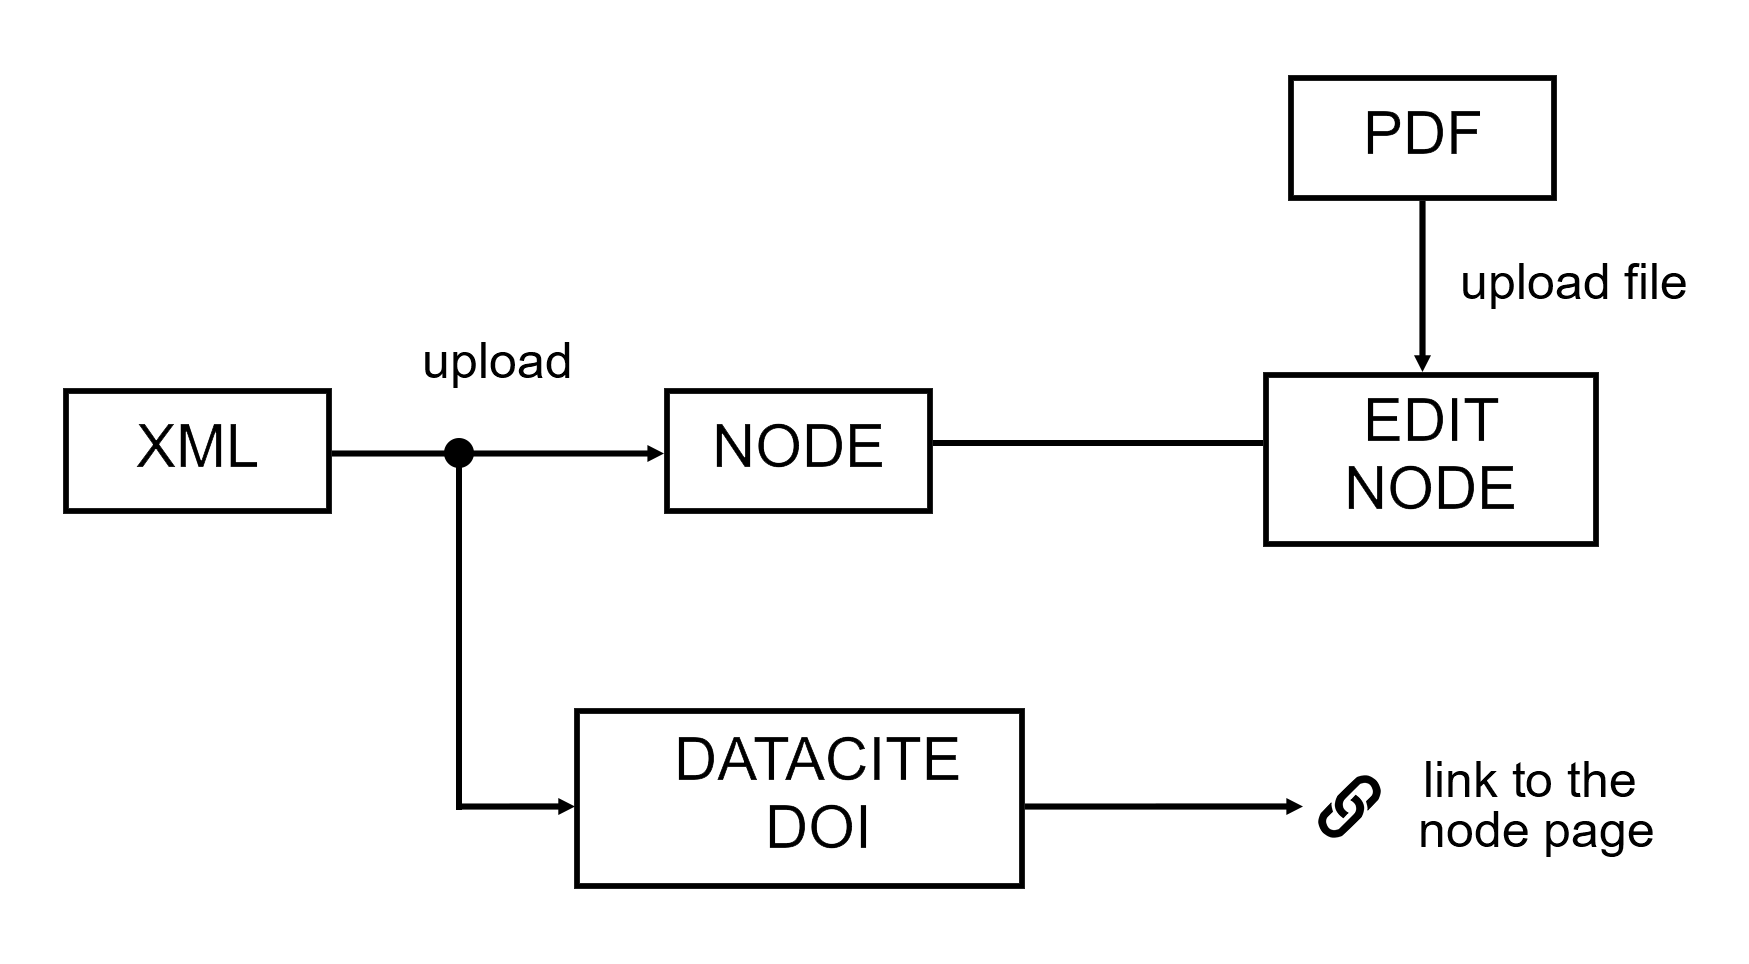 PDF
upload file
upload
XML
NODE
EDIT
NODE
DATACITE
DOI
link to the
node page